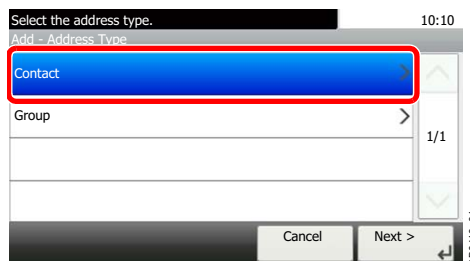 Select the address type. 10:10
Add - Address Type
Contact
Group
1/1
Cancel Next >